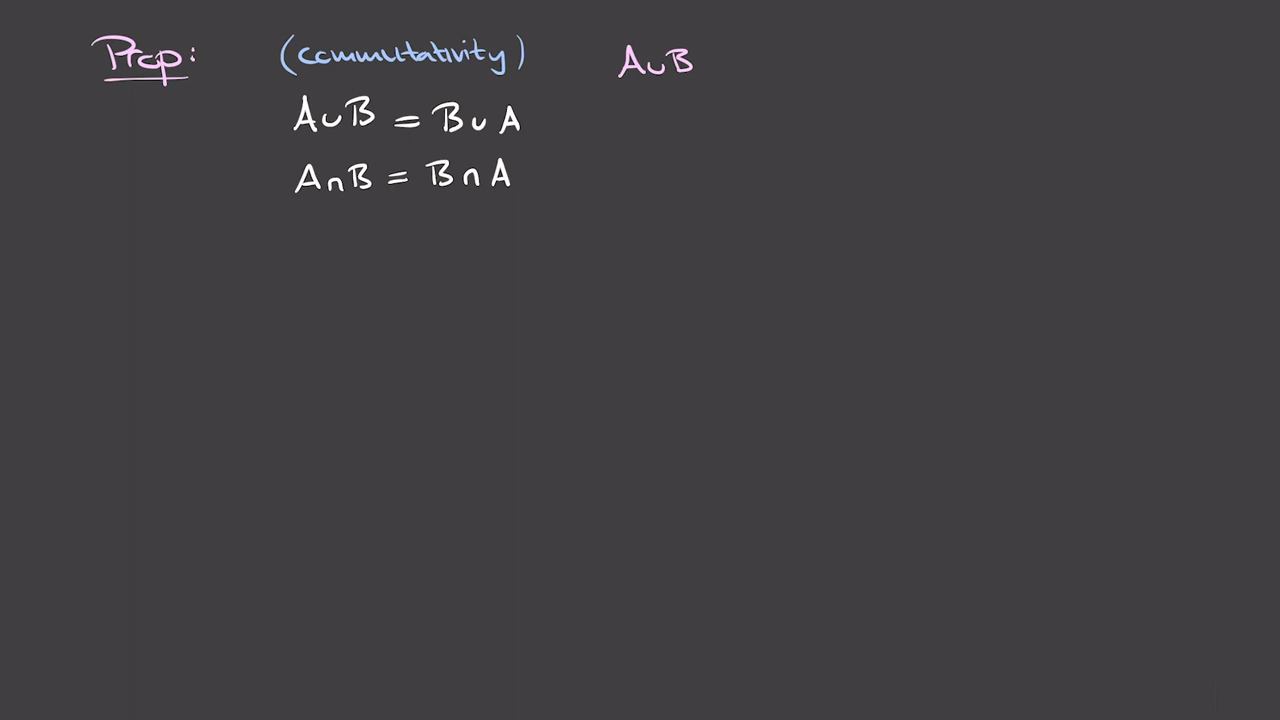 Prop: (commutativity) A∪B
A∪B = B∪A
A∩B = B∩A